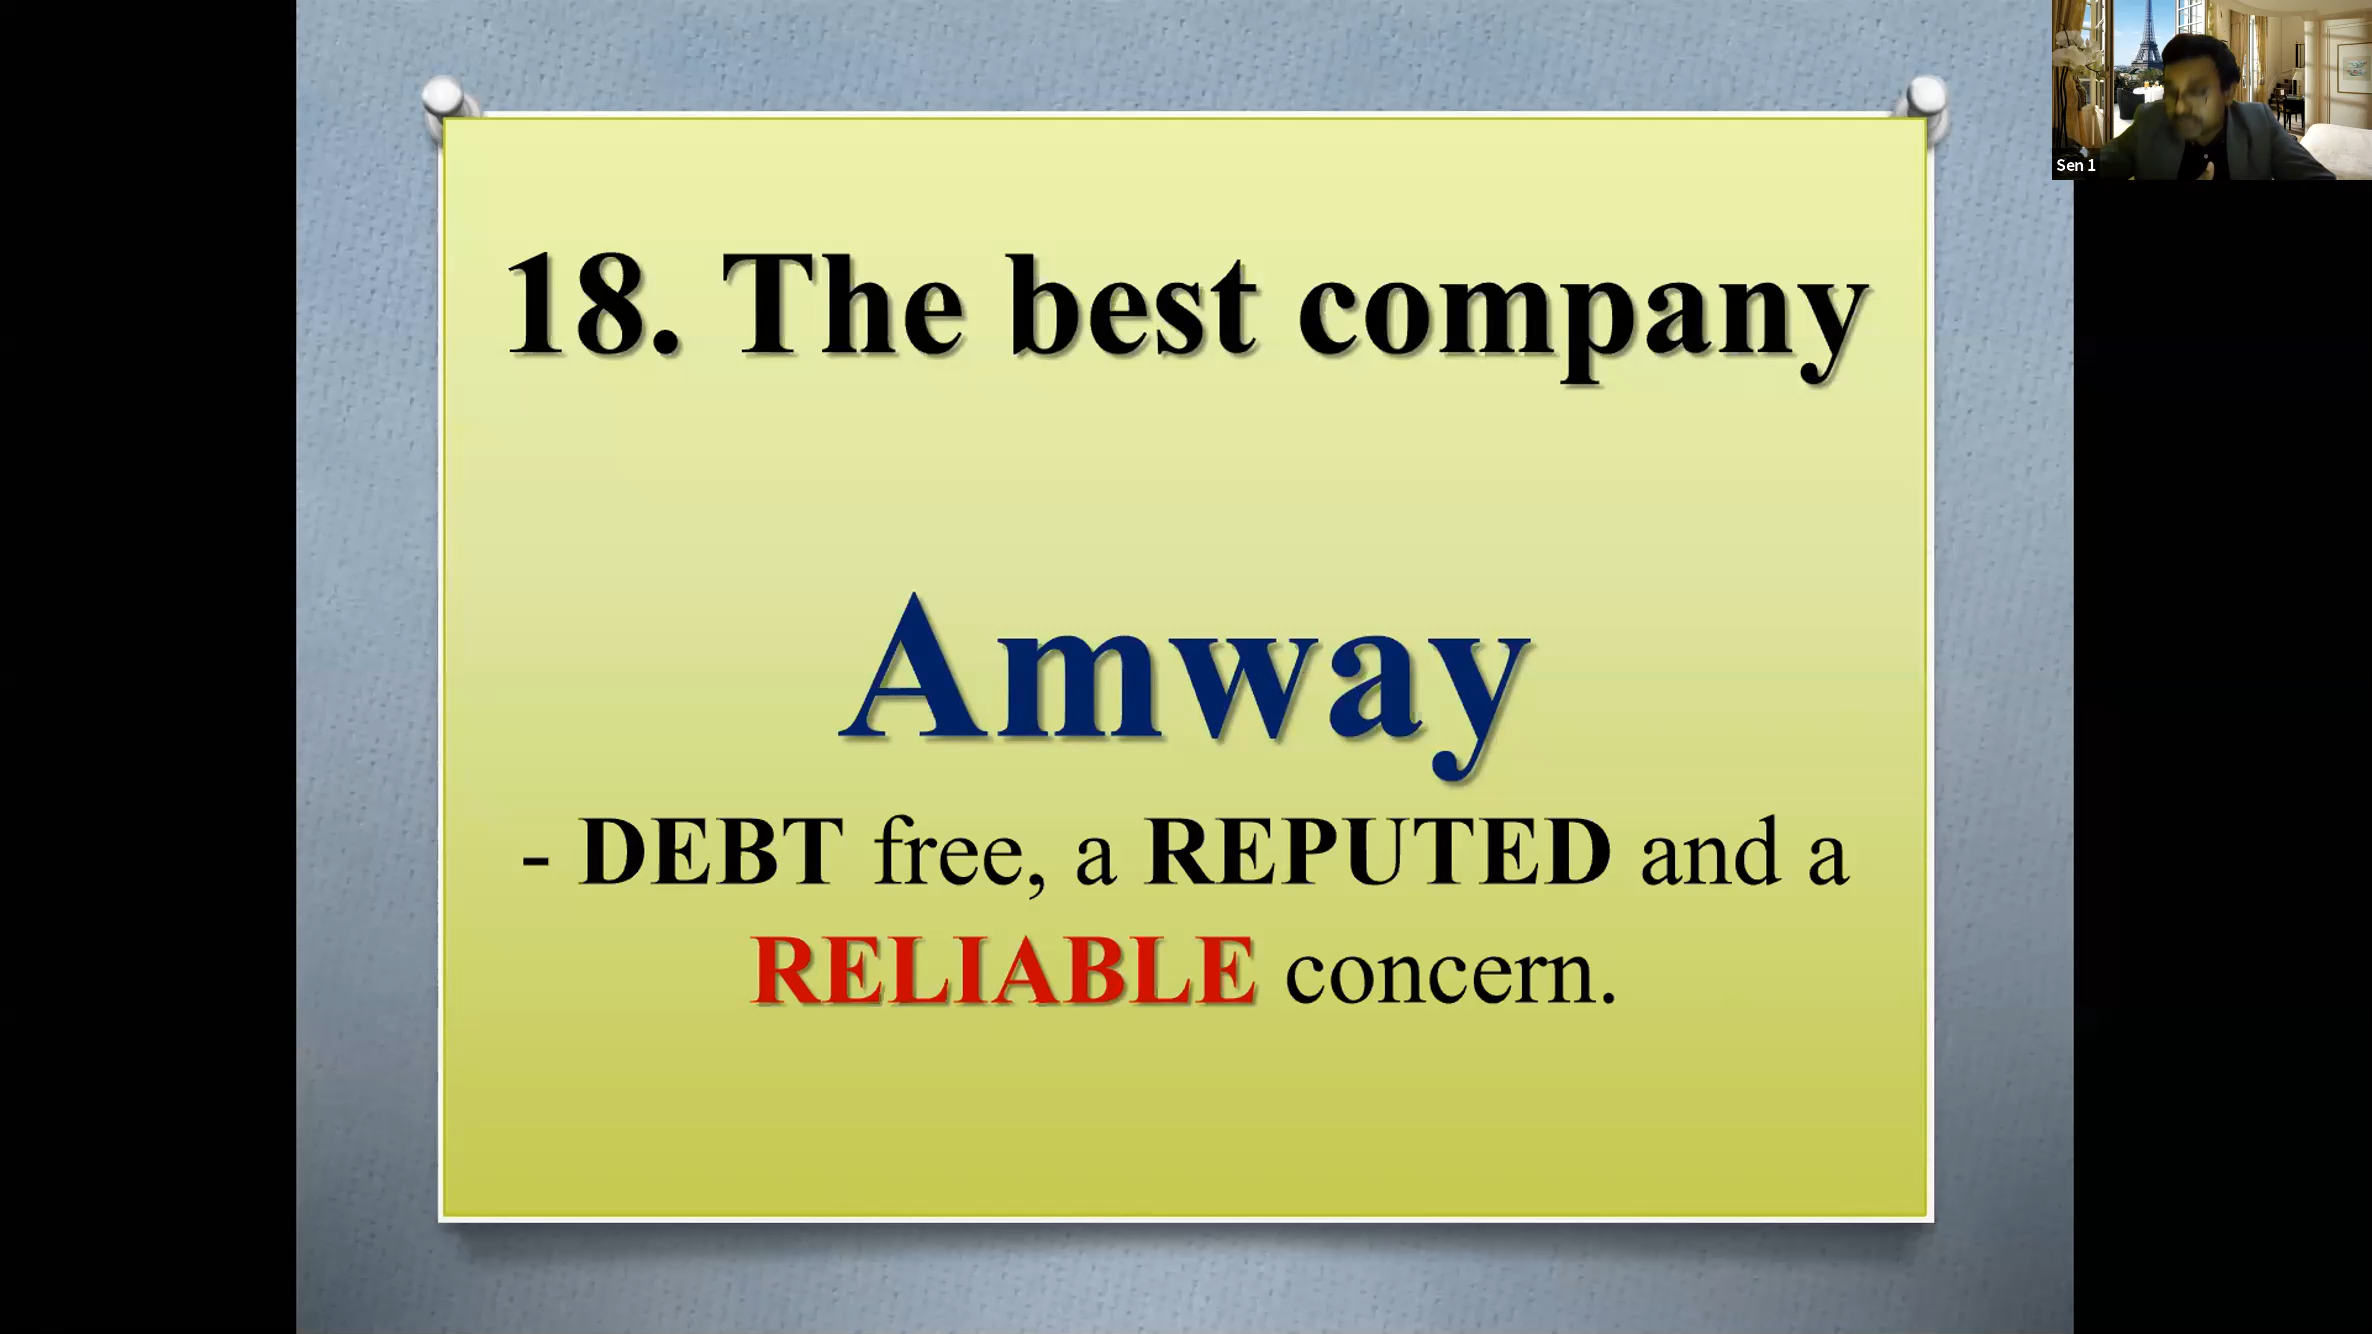 18. The best company
Amway
- DEBT free, a REPUTED and a
RELIABLE concern.
Sen 1